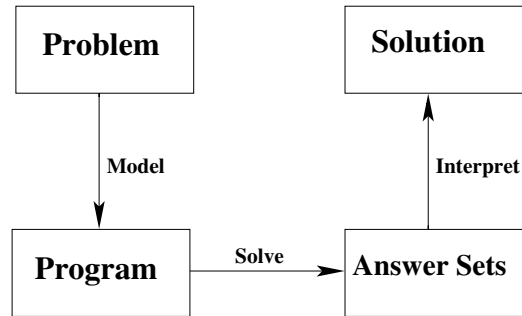 Problem
Solution
Model
Interpret
Program
Solve
Answer Sets